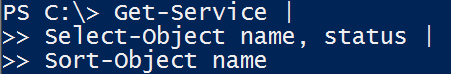 PS C:\> Get-Service |
>> Select-Object name, status |
>> Sort-Object name